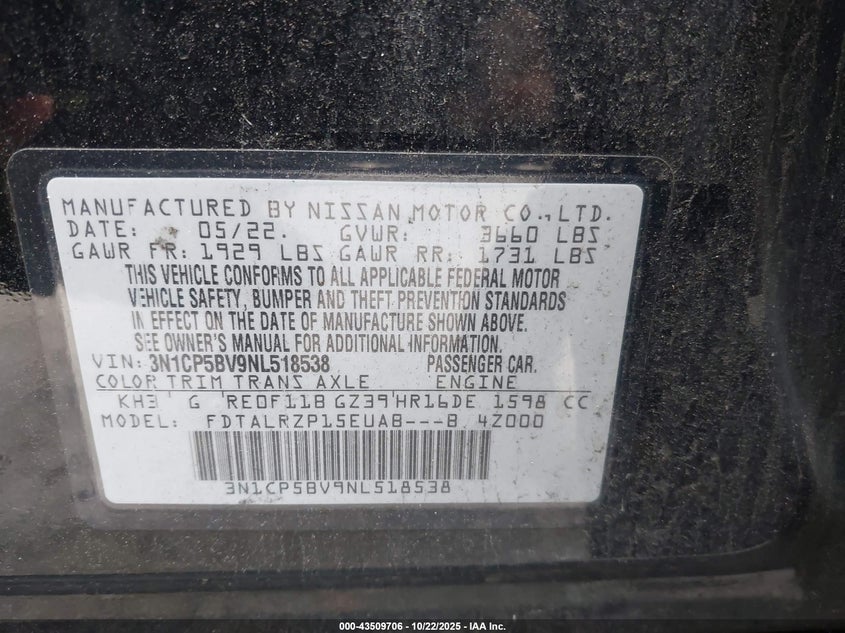 MANUFACTURED BY NISSAN MOTOR CO.,LTD.
DATE: 05/22. GVWR: 3660 LBS
GAWR FR: 1929 LBS GAWR RR: 1731 LBS
THIS VEHICLE CONFORMS TO ALL APPLICABLE FEDERAL MOTOR
VEHICLE SAFETY, BUMPER AND THEFT PREVENTION STANDARDS
IN EFFECT ON THE DATE OF MANUFACTURE SHOWN ABOVE.
SEE OWNER'S MANUAL FOR ADDITIONAL INFORMATION.
VIN: 3N1CP5BV9NL518538 PASSENGER CAR.
COLOR TRIM TRANS AXLE ENGINE
KH3 G RE0F11B GZ39 HR16DE 1598 CC
MODEL: FDTALRZP15EUAB---B 4Z000
3N1CP5BV9NL518538
000-43509706 - 10/22/2025 - IAA Inc.